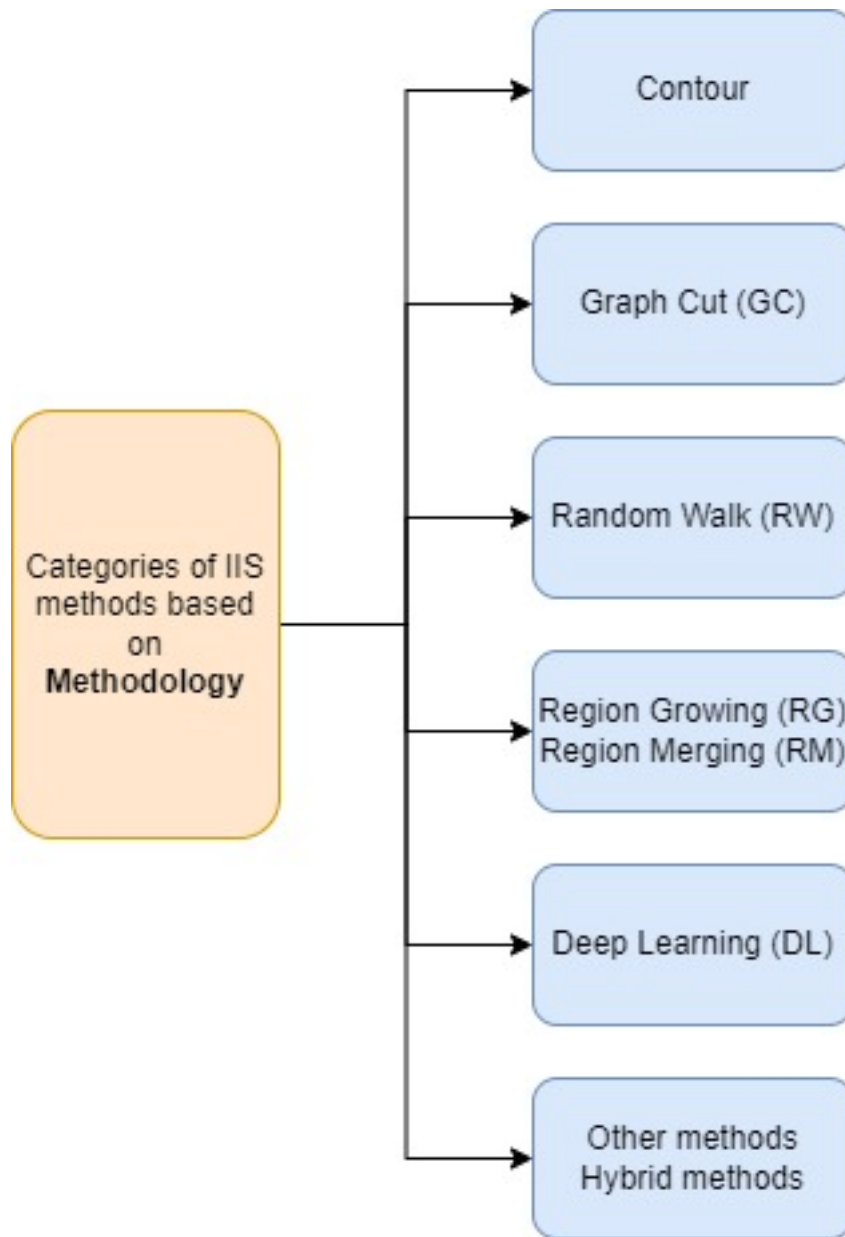 Contour
Graph Cut (GC)
Random Walk (RW)
Categories of IIS
methods based
on
Methodology
Region Growing (RG)
Region Merging (RM)
Deep Learning (DL)
Other methods
Hybrid methods